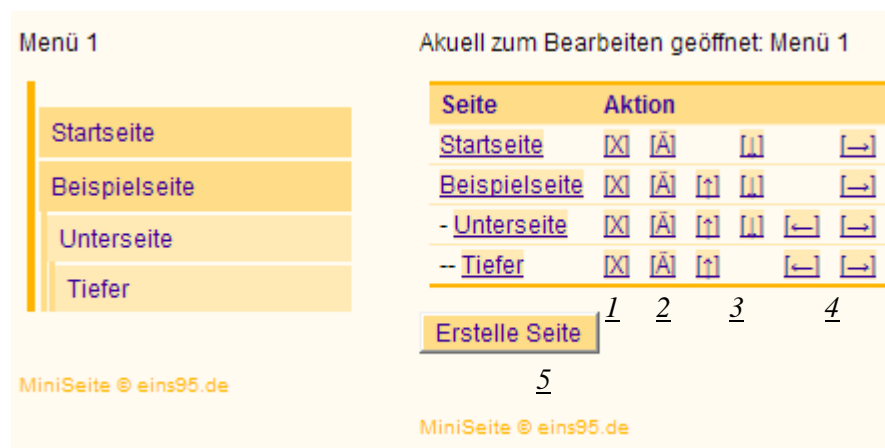 Menü 1
Startseite
Beispielseite
Unterseite
Tiefer
MiniSeite © eins95.de
Akuell zum Bearbeiten geöffnet: Menü 1
Seite Aktion
Startseite [X] [Ä] [↓] [→]
Beispielseite [X] [Ä] [↑] [↓] [→]
- Unterseite [X] [Ä] [↑] [↓] [←] [→]
-- Tiefer [X] [Ä] [↑] [←] [→]
1 2 3 4
Erstelle Seite
5
MiniSeite © eins95.de